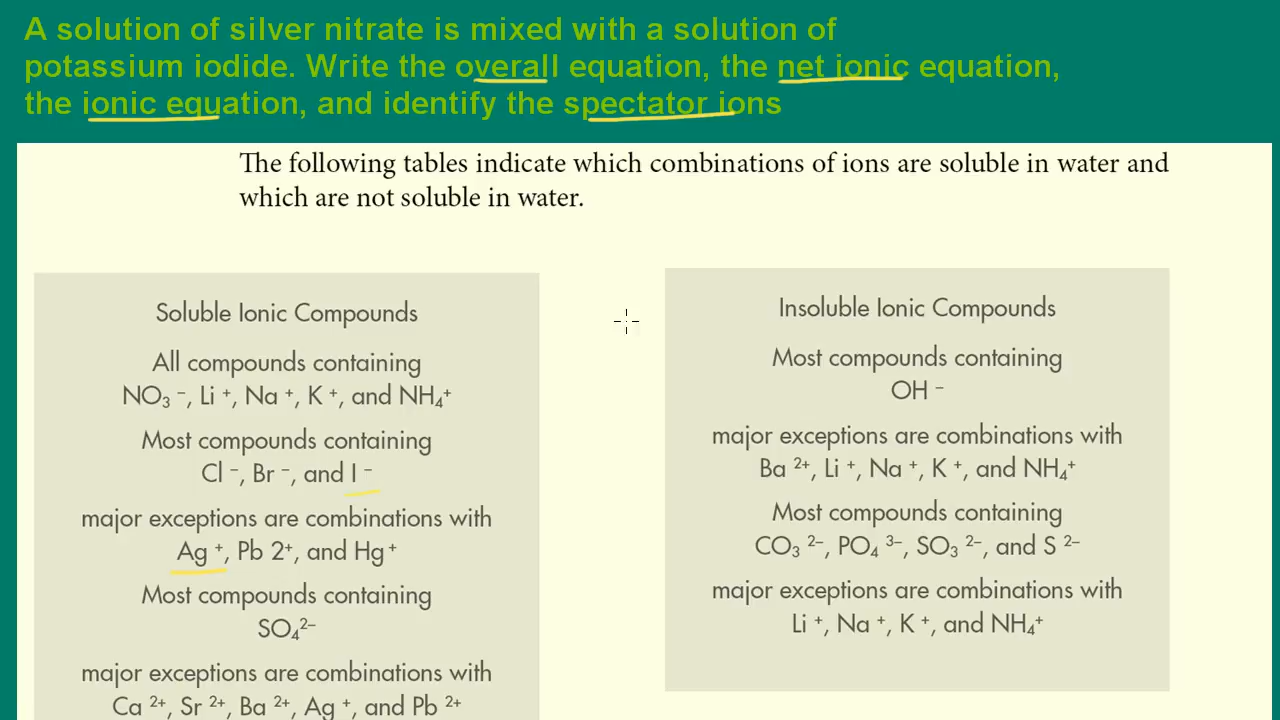 A solution of silver nitrate is mixed with a solution of
potassium iodide. Write the overall equation, the net ionic equation,
the ionic equation, and identify the spectator ions
The following tables indicate which combinations of ions are soluble in water and
which are not soluble in water.
Soluble Ionic Compounds
All compounds containing
NO₃ ⁻, Li ⁺, Na ⁺, K ⁺, and NH₄⁺
Most compounds containing
Cl ⁻, Br ⁻, and I ⁻
major exceptions are combinations with
Ag ⁺, Pb 2⁺, and Hg ⁺
Most compounds containing
SO₄²⁻
major exceptions are combinations with
Ca ²⁺, Sr ²⁺, Ba ²⁺, Ag ⁺, and Pb ²⁺
Insoluble Ionic Compounds
Most compounds containing
OH ⁻
major exceptions are combinations with
Ba ²⁺, Li ⁺, Na ⁺, K ⁺, and NH₄⁺
Most compounds containing
CO₃ ²⁻, PO₄ ³⁻, SO₃ ²⁻, and S ²⁻
major exceptions are combinations with
Li ⁺, Na ⁺, K ⁺, and NH₄⁺